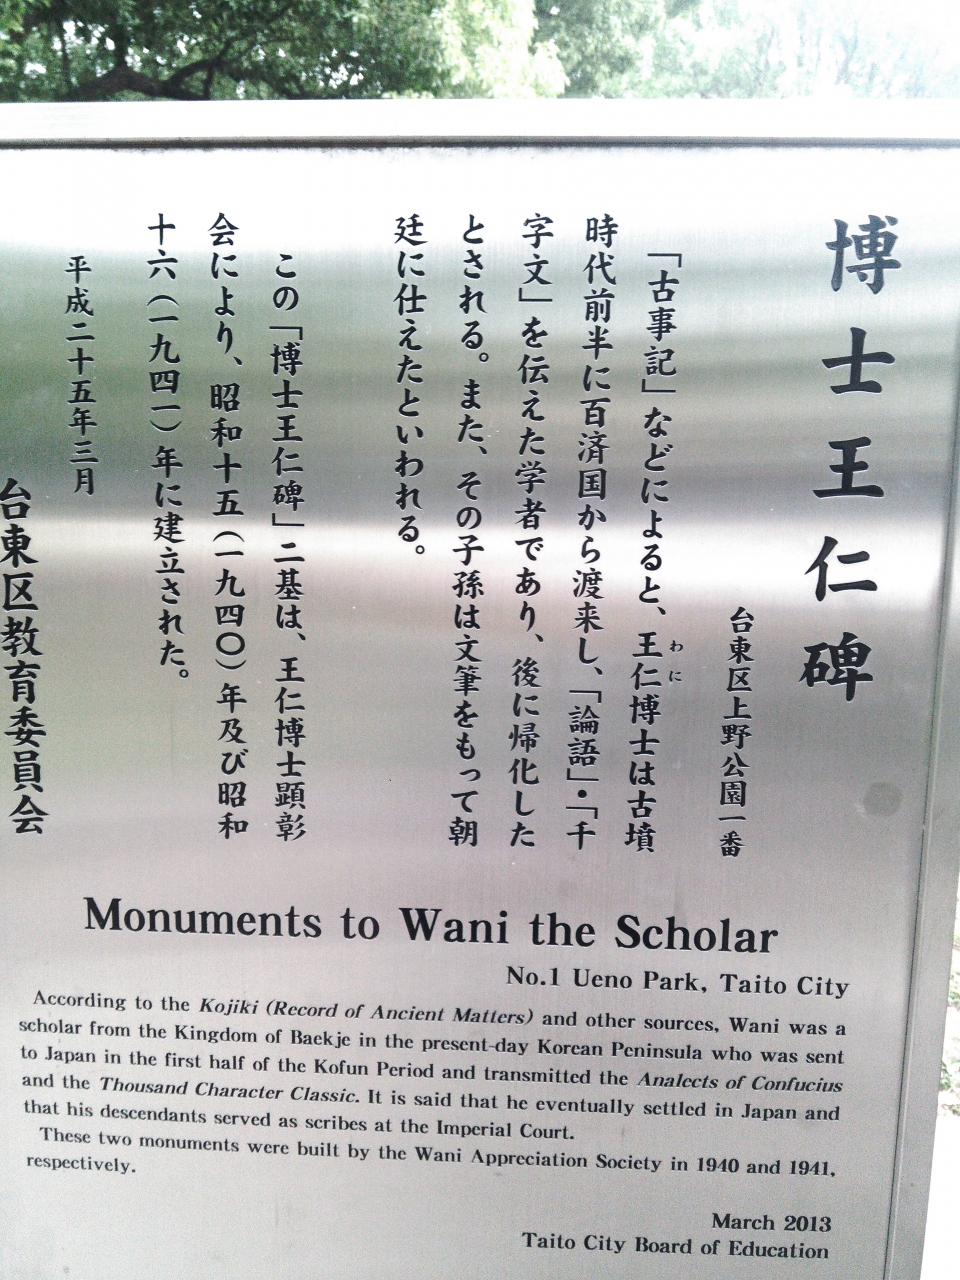 博士王仁碑
台東区上野公園一番
「古事記」などによると、王仁博士は古墳
わに
時代前半に百済国から渡来し、「論語」・「千
字文」を伝えた学者であり、後に帰化した
とされる。また、その子孫は文筆をもって朝
廷に仕えたといわれる。
この「博士王仁碑」二基は、王仁博士顕彰
会により、昭和十五(一九四〇)年及び昭和
十六(一九四一)年に建立された。
平成二十五年三月
台東区教育委員会
Monuments to Wani the Scholar
No.1 Ueno Park, Taito City
According to the Kojiki (Record of Ancient Matters) and other sources, Wani was a
scholar from the Kingdom of Baekje in the present-day Korean Peninsula who was sent
to Japan in the first half of the Kofun Period and transmitted the Analects of Confucius
and the Thousand Character Classic. It is said that he eventually settled in Japan and
that his descendants served as scribes at the Imperial Court.
These two monuments were built by the Wani Appreciation Society in 1940 and 1941,
respectively.
March 2013
Taito City Board of Education